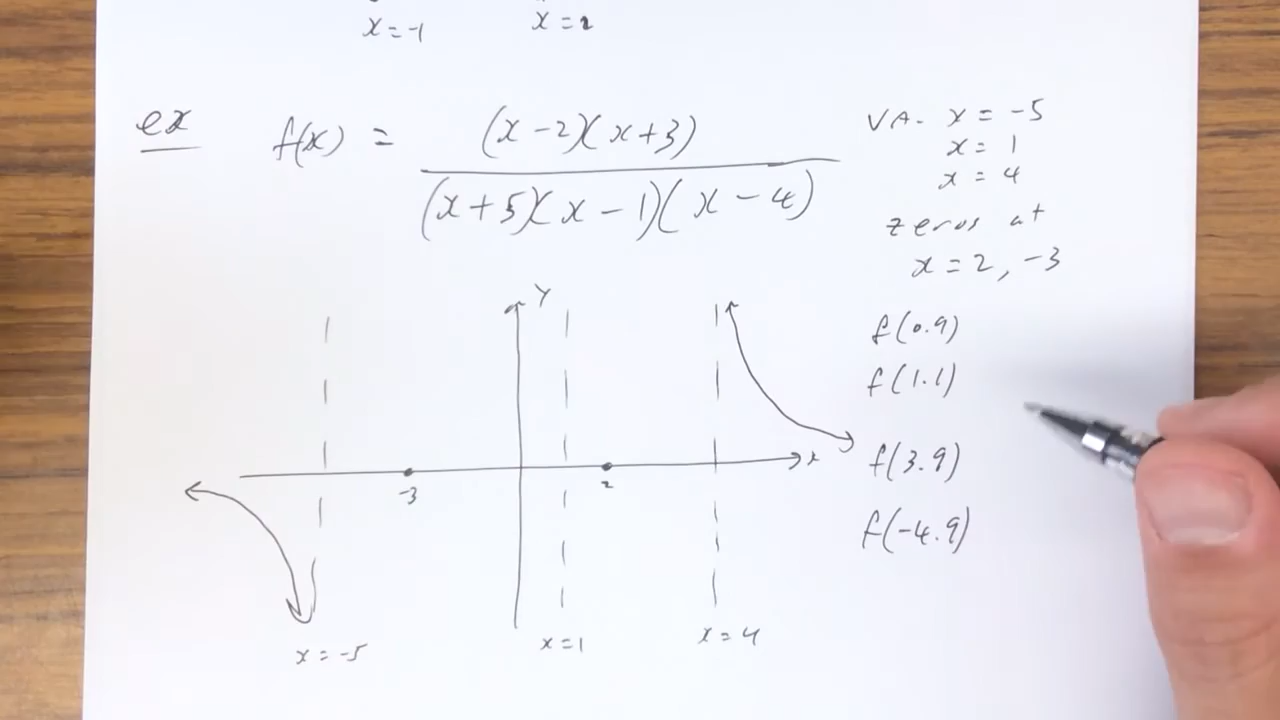 x = -1
x = 2
ex
f(x) = (x - 2)(x + 3)
(x + 5)(x - 1)(x - 4)
VA. x = -5
x = 1
x = 4
zeros at
x = 2, -3
f(0.9)
f(1.1)
f(3.9)
f(-4.9)
Y
x
-3
2
x = -5
x = 1
x = 4